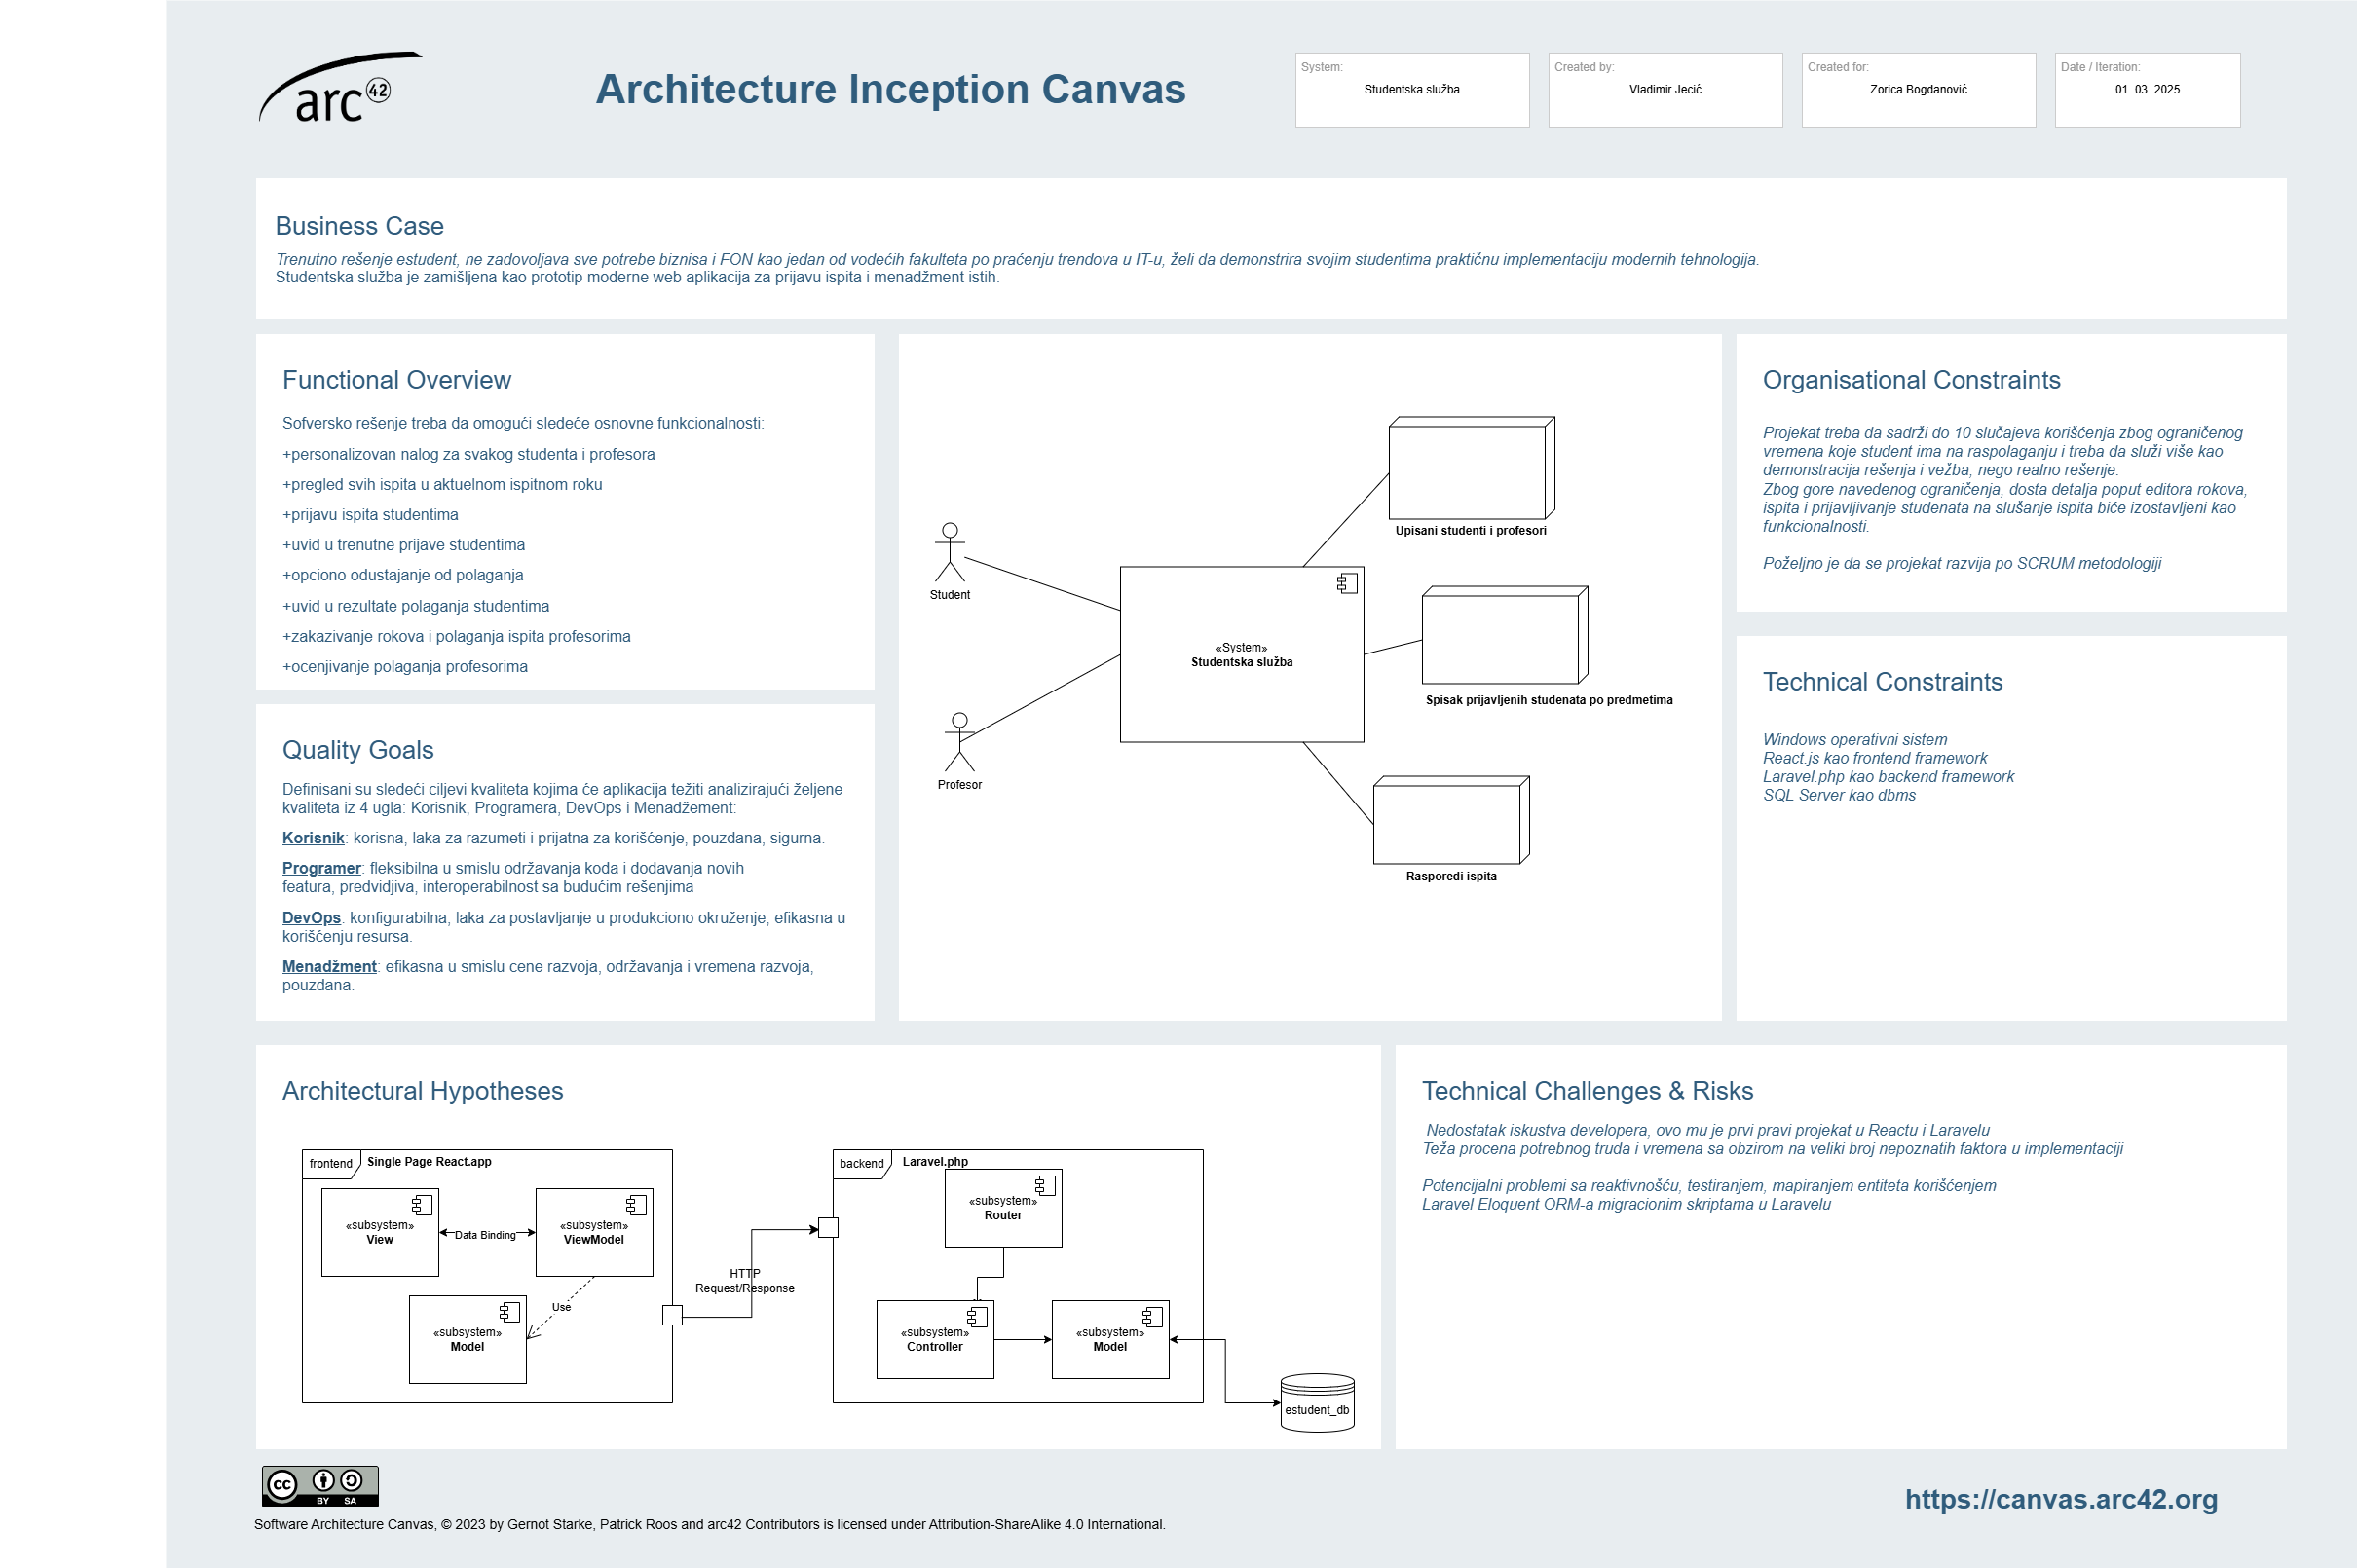 arc 42
Architecture Inception Canvas
System:
Studentska služba
Created by:
Vladimir Jecić
Created for:
Zorica Bogdanović
Date / Iteration:
01. 03. 2025
Business Case
Trenutno rešenje estudent, ne zadovoljava sve potrebe biznisa i FON kao jedan od vodećih fakulteta po praćenju trendova u IT-u, želi da demonstrira svojim studentima praktičnu implementaciju modernih tehnologija.
Studentska služba je zamišljena kao prototip moderne web aplikacija za prijavu ispita i menadžment istih.
Functional Overview
Sofversko rešenje treba da omogući sledeće osnovne funkcionalnosti:
+personalizovan nalog za svakog studenta i profesora
+pregled svih ispita u aktuelnom ispitnom roku
+prijavu ispita studentima
+uvid u trenutne prijave studentima
+opciono odustajanje od polaganja
+uvid u rezultate polaganja studentima
+zakazivanje rokova i polaganja ispita profesorima
+ocenjivanje polaganja profesorima
Quality Goals
Definisani su sledeći ciljevi kvaliteta kojima će aplikacija težiti analizirajući željene
kvaliteta iz 4 ugla: Korisnik, Programera, DevOps i Menadžement:
Korisnik: korisna, laka za razumeti i prijatna za korišćenje, pouzdana, sigurna.
Programer: fleksibilna u smislu održavanja koda i dodavanja novih
featura, predvidjiva, interoperabilnost sa budućim rešenjima
DevOps: konfigurabilna, laka za postavljanje u produkciono okruženje, efikasna u
korišćenju resursa.
Menadžment: efikasna u smislu cene razvoja, održavanja i vremena razvoja,
pouzdana.
Student
Profesor
«System»
Studentska služba
Upisani studenti i profesori
Spisak prijavljenih studenata po predmetima
Rasporedi ispita
Organisational Constraints
Projekat treba da sadrži do 10 slučajeva korišćenja zbog ograničenog
vremena koje student ima na raspolaganju i treba da služi više kao
demonstracija rešenja i vežba, nego realno rešenje.
Zbog gore navedenog ograničenja, dosta detalja poput editora rokova,
ispita i prijavljivanje studenata na slušanje ispita biće izostavljeni kao
funkcionalnosti.
Poželjno je da se projekat razvija po SCRUM metodologiji
Technical Constraints
Windows operativni sistem
React.js kao frontend framework
Laravel.php kao backend framework
SQL Server kao dbms
Architectural Hypotheses
frontend
Single Page React.app
«subsystem»
View
Data Binding
«subsystem»
ViewModel
Use
«subsystem»
Model
HTTP
Request/Response
backend
Laravel.php
«subsystem»
Router
«subsystem»
Controller
«subsystem»
Model
estudent_db
Technical Challenges & Risks
Nedostatak iskustva developera, ovo mu je prvi pravi projekat u Reactu i Laravelu
Teža procena potrebnog truda i vremena sa obzirom na veliki broj nepoznatih faktora u implementaciji
Potencijalni problemi sa reaktivnošću, testiranjem, mapiranjem entiteta korišćenjem
Laravel Eloquent ORM-a migracionim skriptama u Laravelu
cc BY SA
Software Architecture Canvas, © 2023 by Gernot Starke, Patrick Roos and arc42 Contributors is licensed under Attribution-ShareAlike 4.0 International.
https://canvas.arc42.org